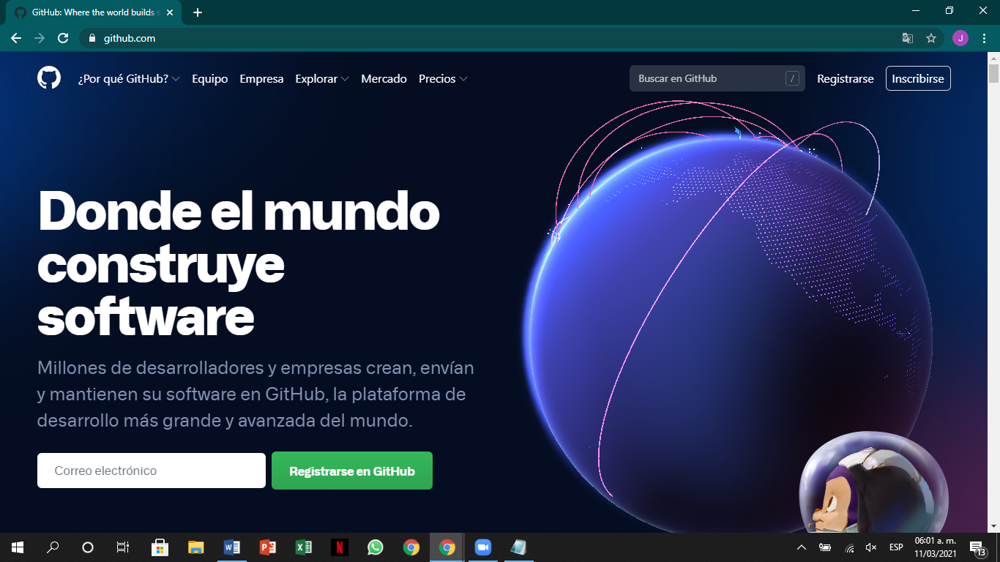 GitHub: Where the world builds s
github.com
J
¿Por qué GitHub? Equipo Empresa Explorar Mercado Precios Buscar en GitHub / Registrarse Inscribirse
Donde el mundo
construye
software
Millones de desarrolladores y empresas crean, envían
y mantienen su software en GitHub, la plataforma de
desarrollo más grande y avanzada del mundo.
Correo electrónico Registrarse en GitHub
ESP
06:01 a. m.
11/03/2021
13